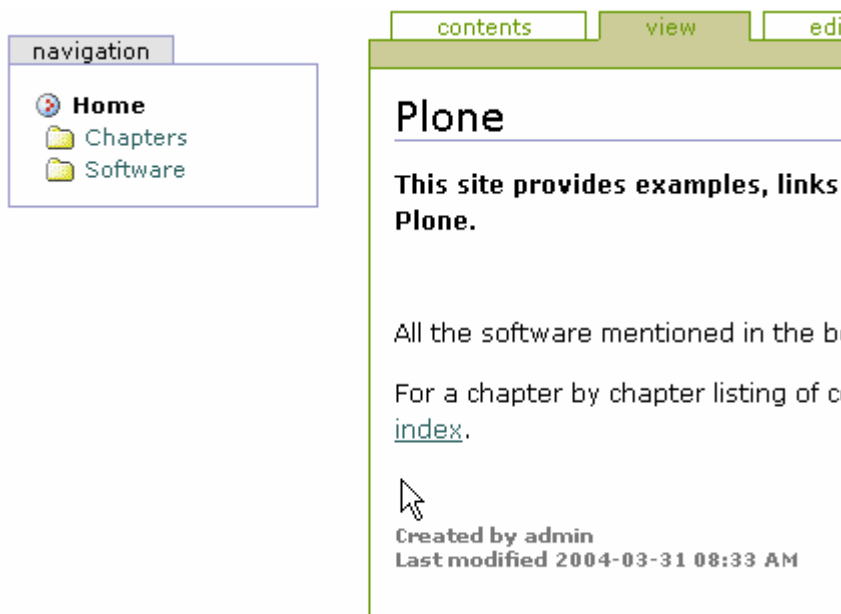 navigation
Home
Chapters
Software
contents
view
Plone
This site provides examples, links
Plone.
All the software mentioned in the
For a chapter by chapter listing of
index.
Created by admin
Last modified 2004-03-31 08:33 AM